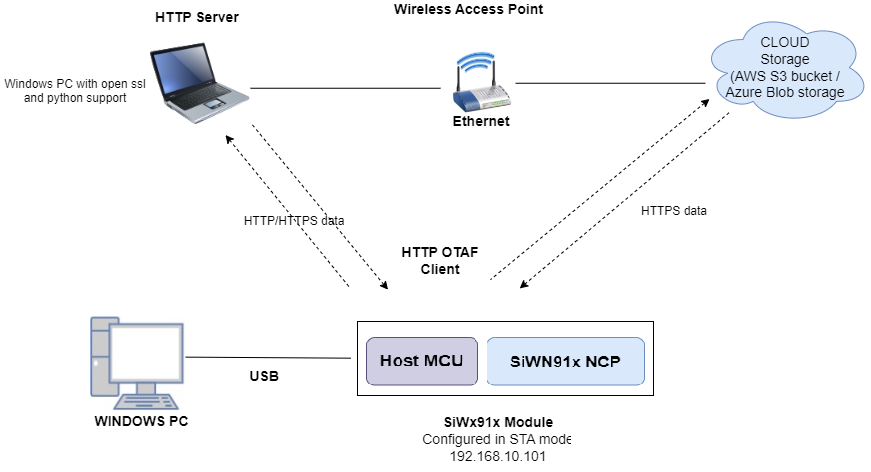 HTTP Server
Wireless Access Point
Windows PC with open ssl
and python support
Ethernet
CLOUD
Storage
(AWS S3 bucket /
Azure Blob storage
HTTP/HTTPS data
HTTPS data
HTTP OTAF
Client
Host MCU
SiWN91x NCP
USB
WINDOWS PC
SiWx91x Module
Configured in STA mode
192.168.10.101